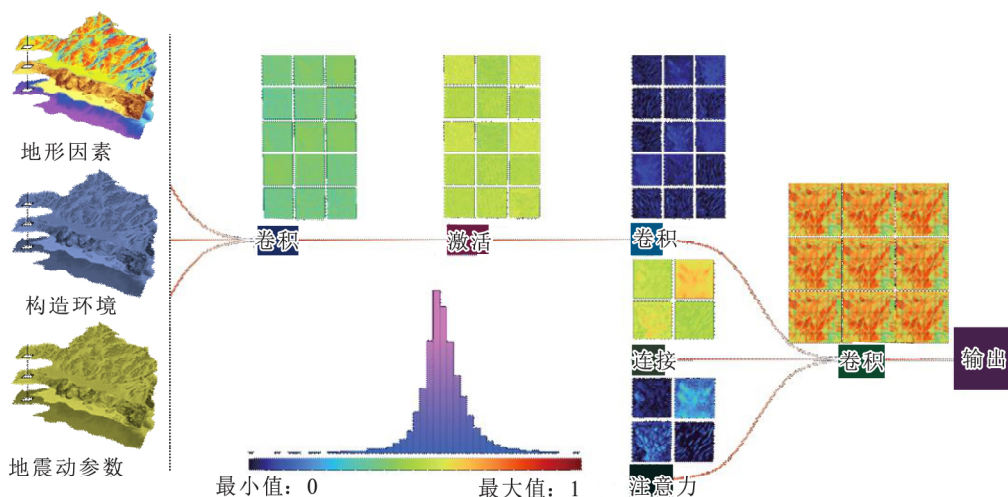 地形因素
构造环境
地震动参数
卷积
激活
卷积
连接
注意力
卷积
输出
最小值：0
最大值：1